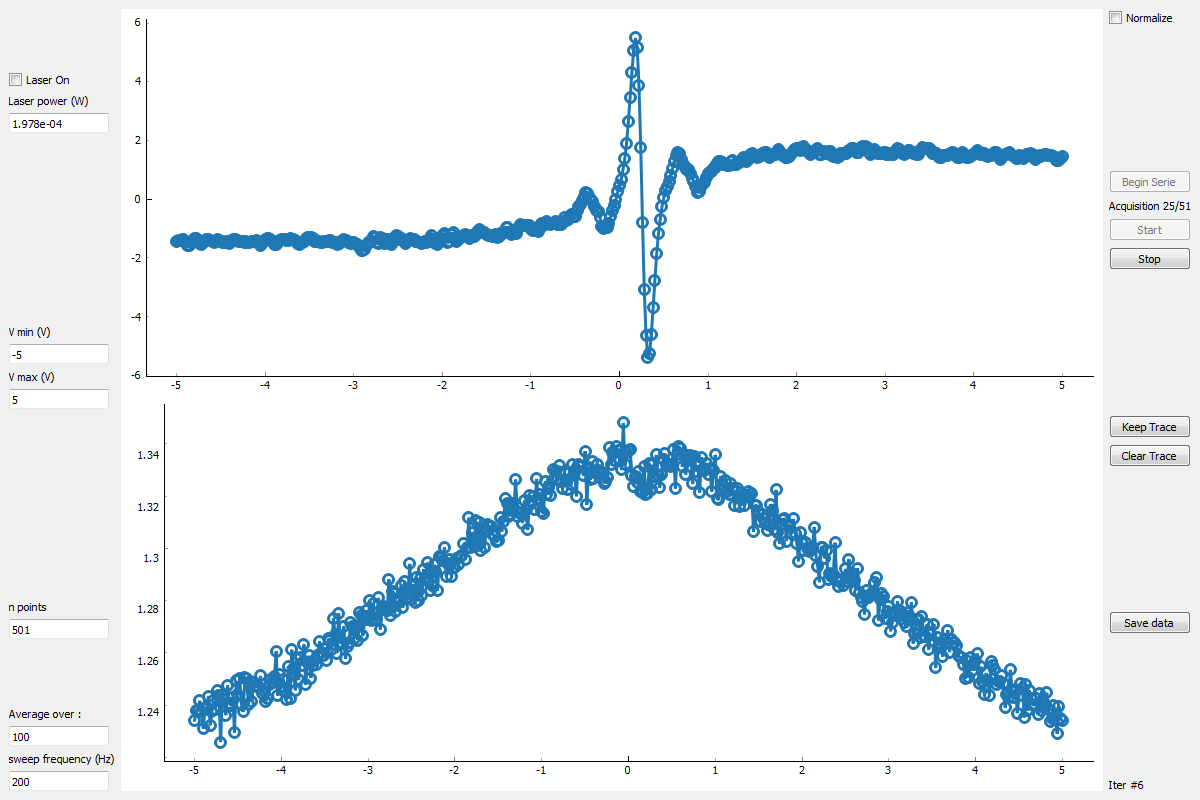 Normalize
Laser On
Laser power (W)
1.978e-04
V min (V)
-5
V max (V)
5
n points
501
Average over :
100
sweep frequency (Hz)
200
6
4
2
0
-2
-4
-6
-5 -4 -3 -2 -1 0 1 2 3 4 5
1.34
1.32
1.3
1.28
1.26
1.24
-5 -4 -3 -2 -1 0 1 2 3 4 5
Begin Serie
Acquisition 25/51
Start
Stop
Keep Trace
Clear Trace
Save data
Iter #6